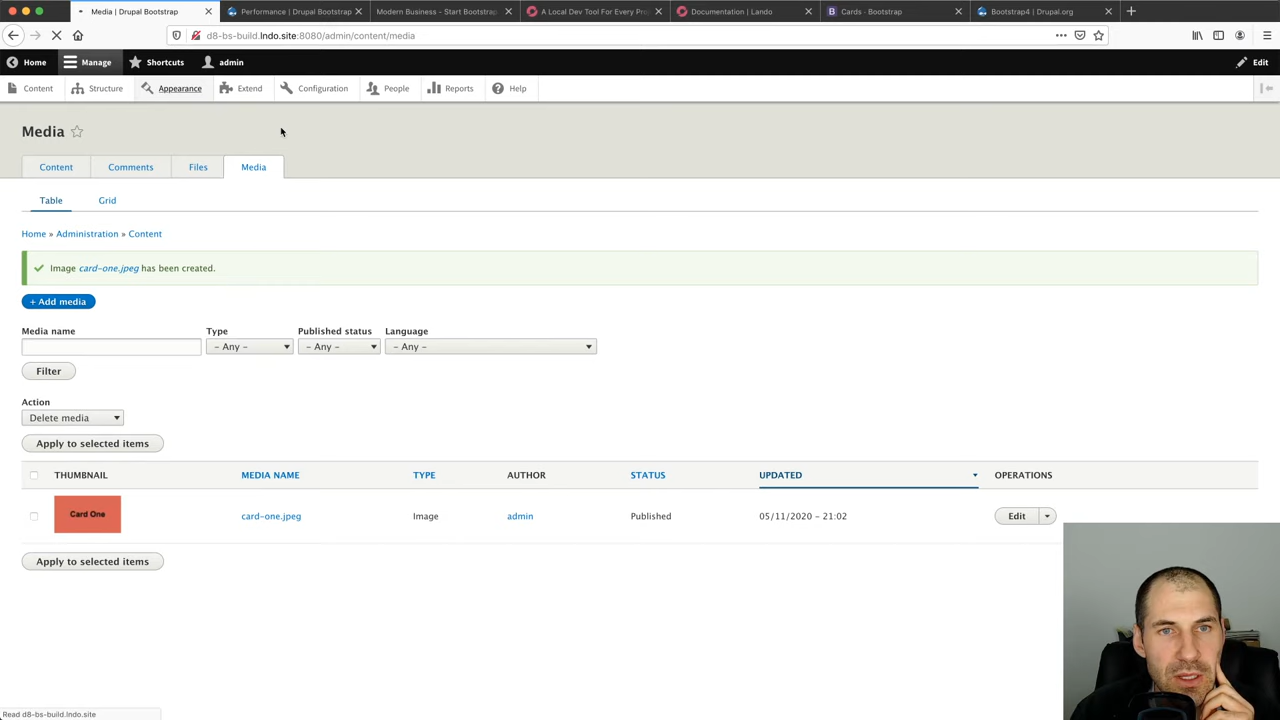 Media | Drupal Bootstrap
Performance | Drupal Bootstrap
Modern Business - Start Bootstrap
A Local Dev Tool For Every Pro
Documentation | Lando
Cards - Bootstrap
Bootstrap4 | Drupal.org
d8-bs-build.lndo.site:8080/admin/content/media
Home
Manage
Shortcuts
admin
Edit
Content
Structure
Appearance
Extend
Configuration
People
Reports
Help
Media
Content
Comments
Files
Media
Table
Grid
Home » Administration » Content
Image card-one.jpeg has been created.
+ Add media
Media name
Type
Published status
Language
- Any -
- Any -
- Any -
Filter
Action
Delete media
Apply to selected items
THUMBNAIL
MEDIA NAME
TYPE
AUTHOR
STATUS
UPDATED
OPERATIONS
Card One
card-one.jpeg
Image
admin
Published
05/11/2020 - 21:02
Edit
Apply to selected items
Read d8-bs-build.lndo.site